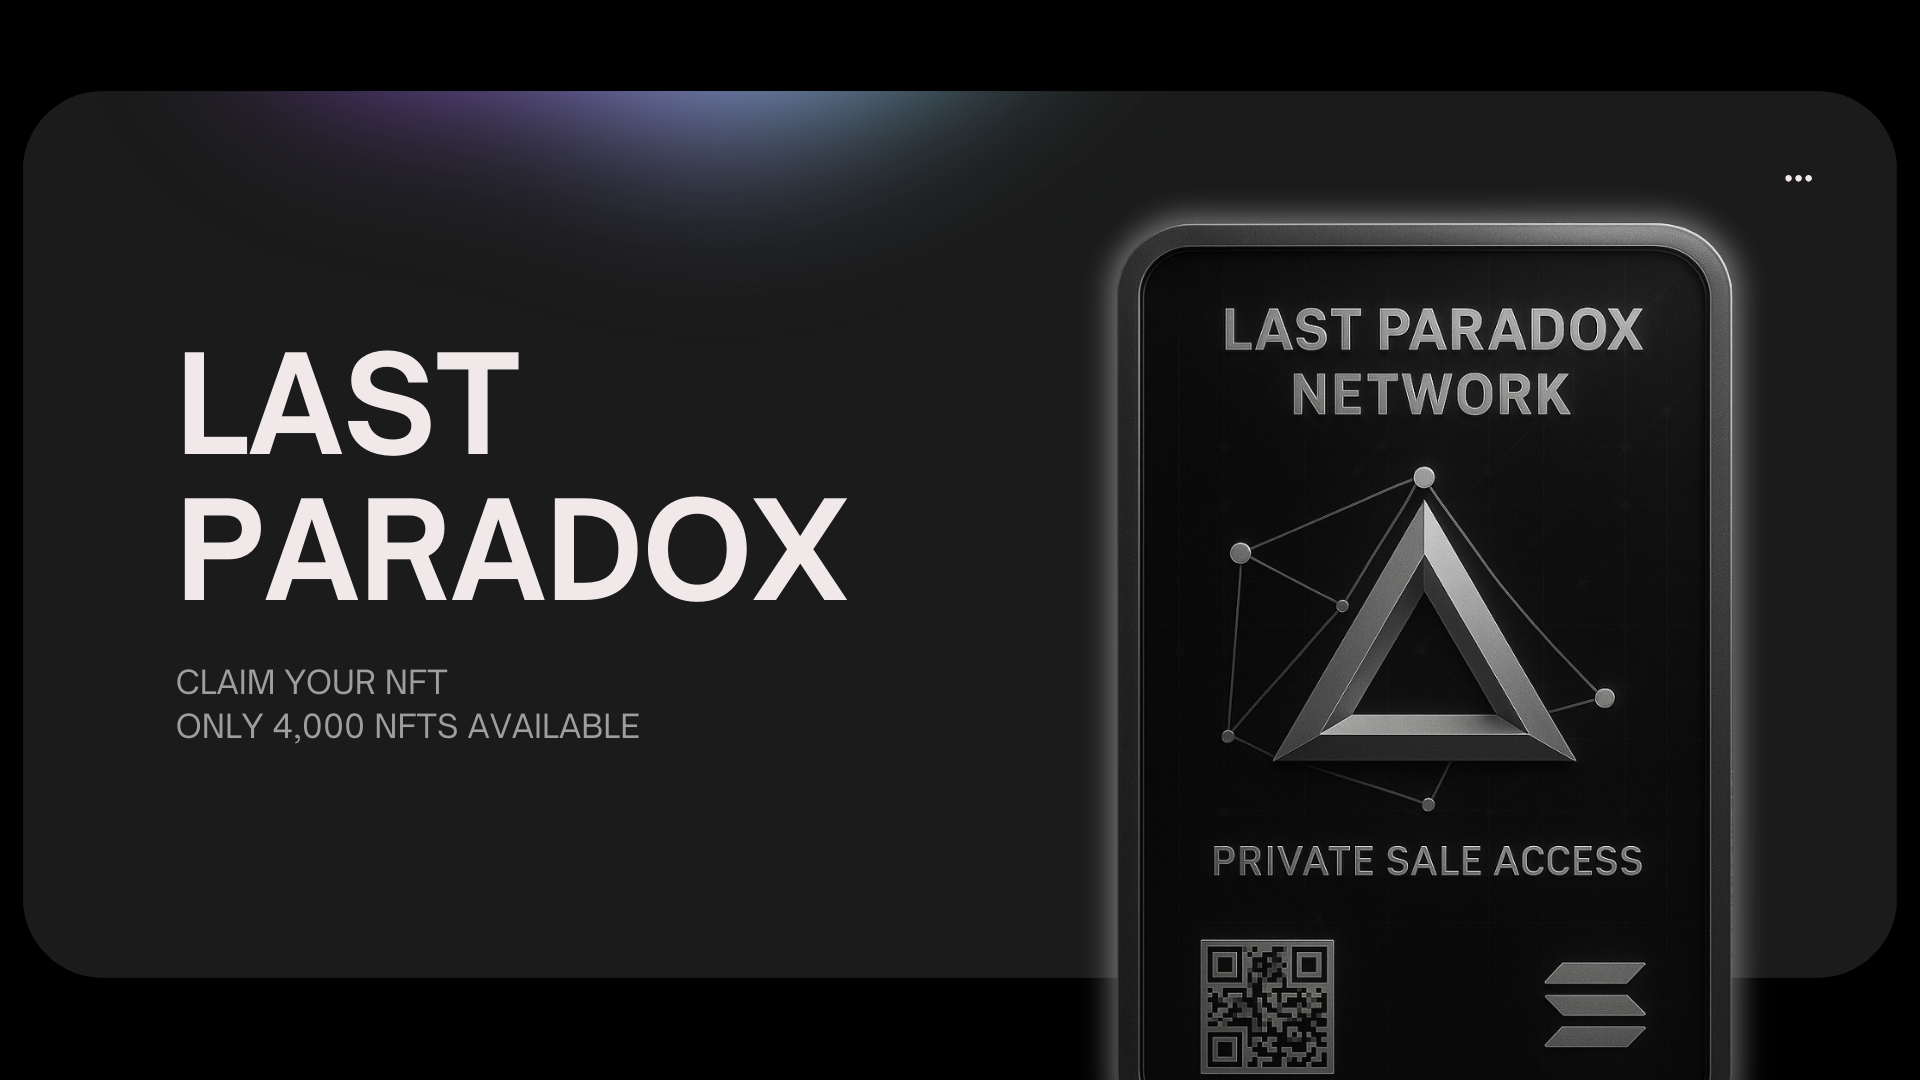 LAST
PARADOX
CLAIM YOUR NFT
ONLY 4,000 NFTS AVAILABLE
LAST PARADOX
NETWORK
PRIVATE SALE ACCESS